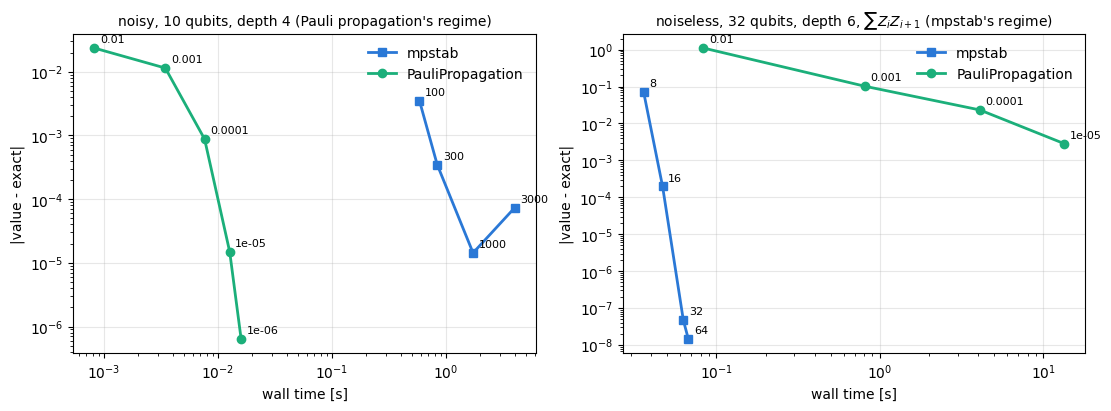 noisy, 10 qubits, depth 4 (Pauli propagation's regime)
mpstab
PauliPropagation
0.01
0.001
0.0001
1e-05
1e-06
100
300
1000
3000
10⁻²
10⁻³
10⁻⁴
10⁻⁵
10⁻⁶
|value - exact|
10⁻³
10⁻²
10⁻¹
10⁰
wall time [s]
noiseless, 32 qubits, depth 6, ∑ZᵢZᵢ₊₁ (mpstab's regime)
mpstab
PauliPropagation
0.01
0.001
0.0001
1e-05
8
16
32
64
10⁰
10⁻¹
10⁻²
10⁻³
10⁻⁴
10⁻⁵
10⁻⁶
10⁻⁷
10⁻⁸
|value - exact|
10⁻¹
10⁰
10¹
wall time [s]